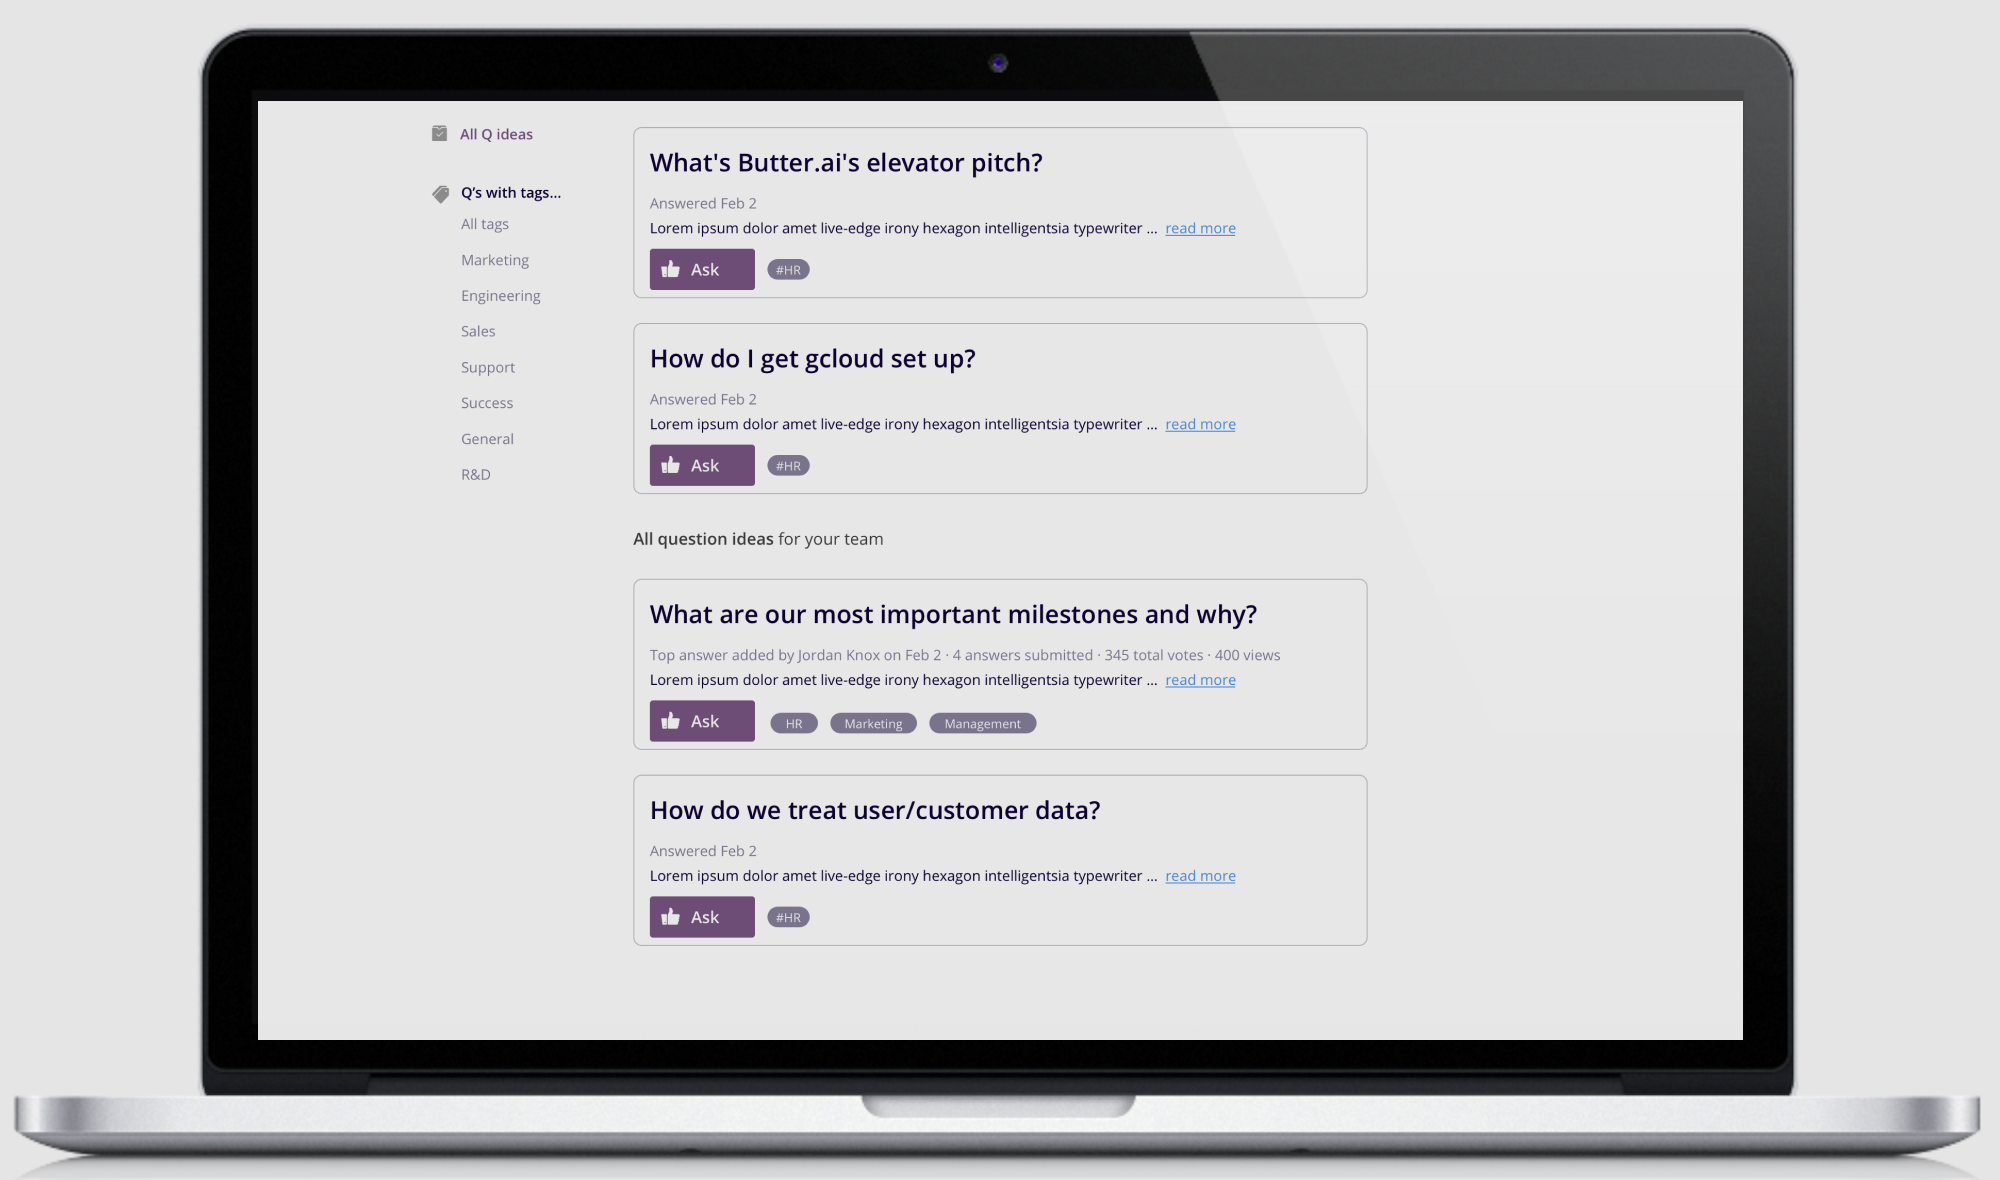 All Q ideas
Q's with tags...
All tags
Marketing
Engineering
Sales
Support
Success
General
R&D
What's Butter.ai's elevator pitch?
Answered Feb 2
Lorem ipsum dolor amet live-edge irony hexagon intelligentsia typewriter ... read more
Ask #HR
How do I get gcloud set up?
Answered Feb 2
Lorem ipsum dolor amet live-edge irony hexagon intelligentsia typewriter ... read more
Ask #HR
All question ideas for your team
What are our most important milestones and why?
Top answer added by Jordan Knox on Feb 2 · 4 answers submitted · 345 total votes · 400 views
Lorem ipsum dolor amet live-edge irony hexagon intelligentsia typewriter ... read more
Ask HR Marketing Management
How do we treat user/customer data?
Answered Feb 2
Lorem ipsum dolor amet live-edge irony hexagon intelligentsia typewriter ... read more
Ask #HR